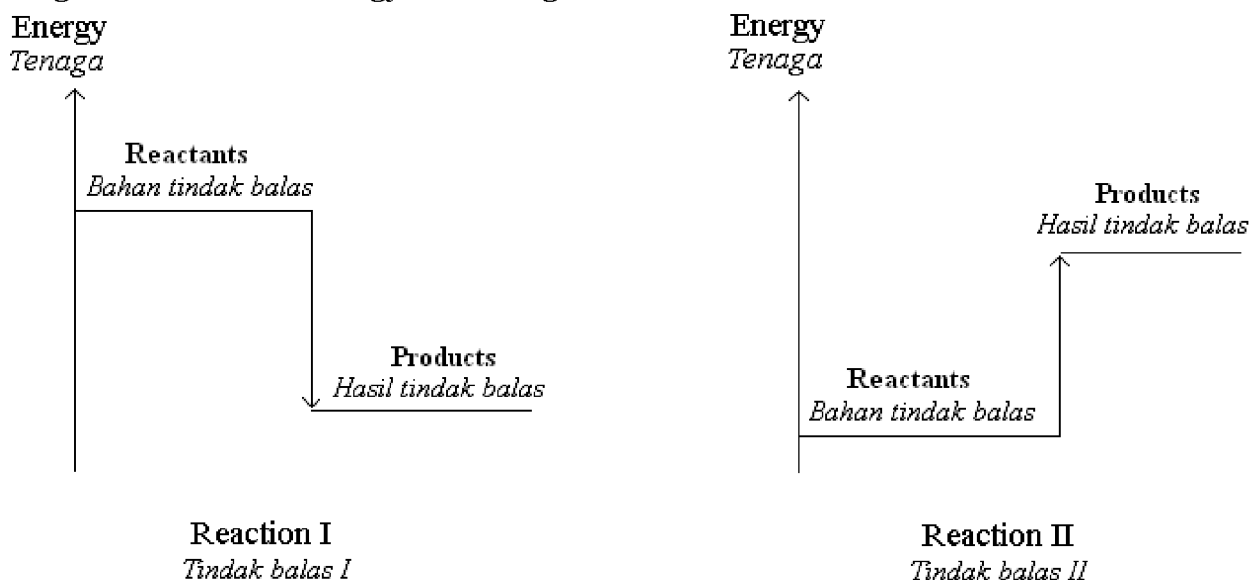 Energy
Tenaga
Reactants
Bahan tindak balas
Products
Hasil tindak balas
Reaction I
Tindak balas I
Energy
Tenaga
Products
Hasil tindak balas
Reactants
Bahan tindak balas
Reaction II
Tindak balas II